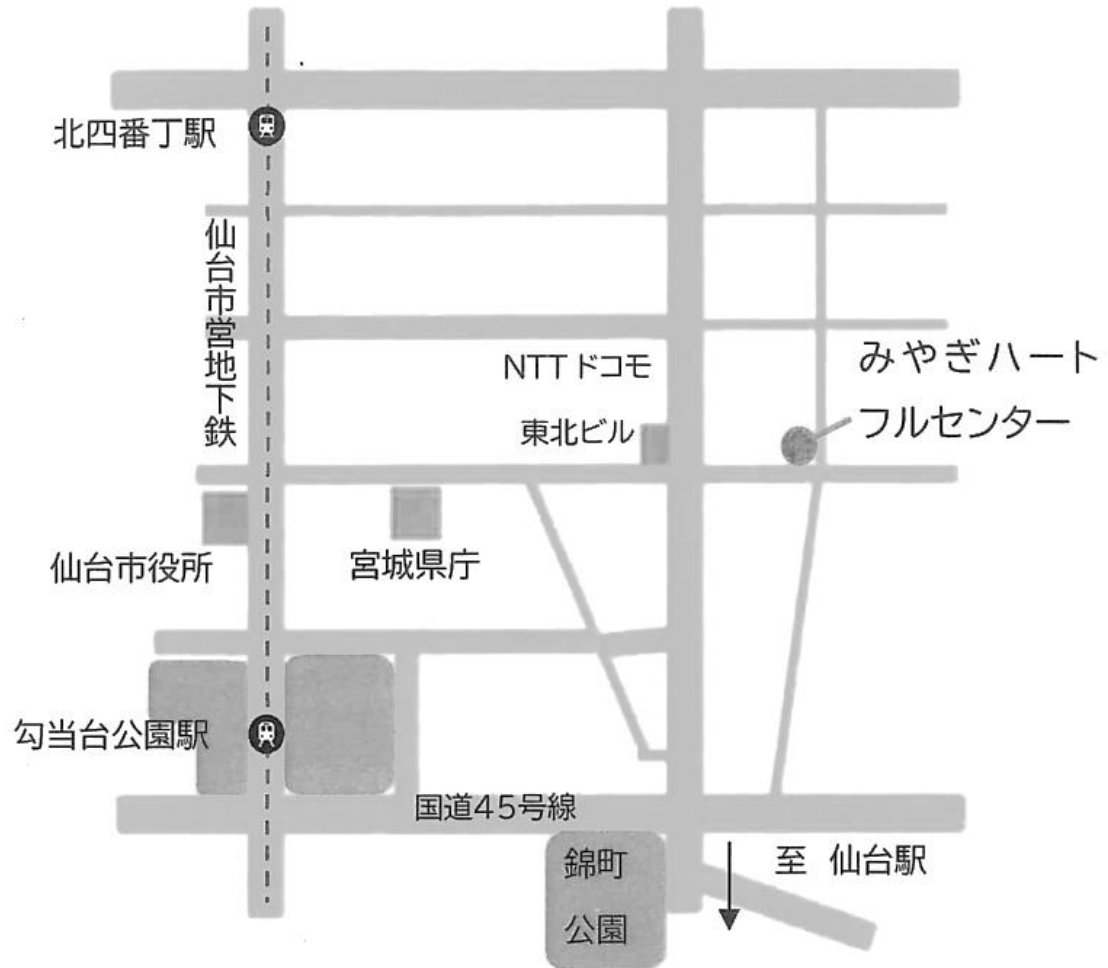 北四番丁駅
仙台市営地下鉄
NTTドコモ
東北ビル
みやぎハート
フルセンター
仙台市役所
宮城県庁
勾当台公園駅
国道45号線
錦町
公園
至 仙台駅